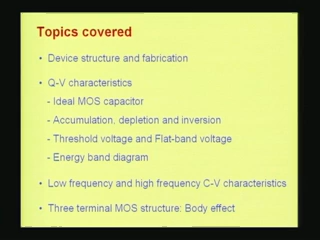 Topics covered
• Device structure and fabrication
• Q-V characteristics
- Ideal MOS capacitor
- Accumulation, depletion and inversion
- Threshold voltage and Flat-band voltage
- Energy band diagram
• Low frequency and high frequency C-V characteristics
• Three terminal MOS structure: Body effect